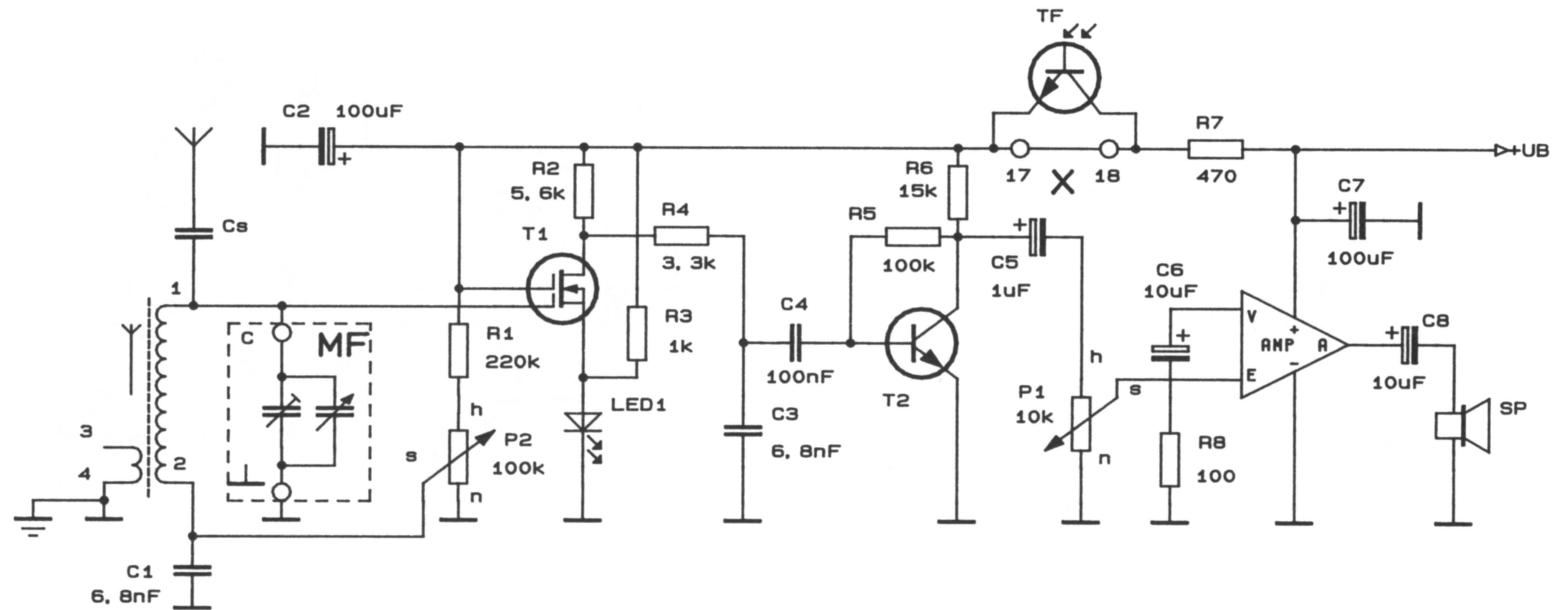 TF
C2 100uF
R7
R2
5,6k
R6
15k
17
X
18
470
+UB
C7
+
100uF
+
Cs
T1
R4
3,3k
R5
100k
+
C5
1uF
C6
10uF
+
1
C
MF
R1
220k
R3
1k
C4
100nF
V
+
AMP A
-
E
+
C8
10uF
h
P1
10k
s
n
T2
LED1
C3
6,8nF
3
4
2
h
s
P2
100k
n
R8
100
SP
C1
6,8nF